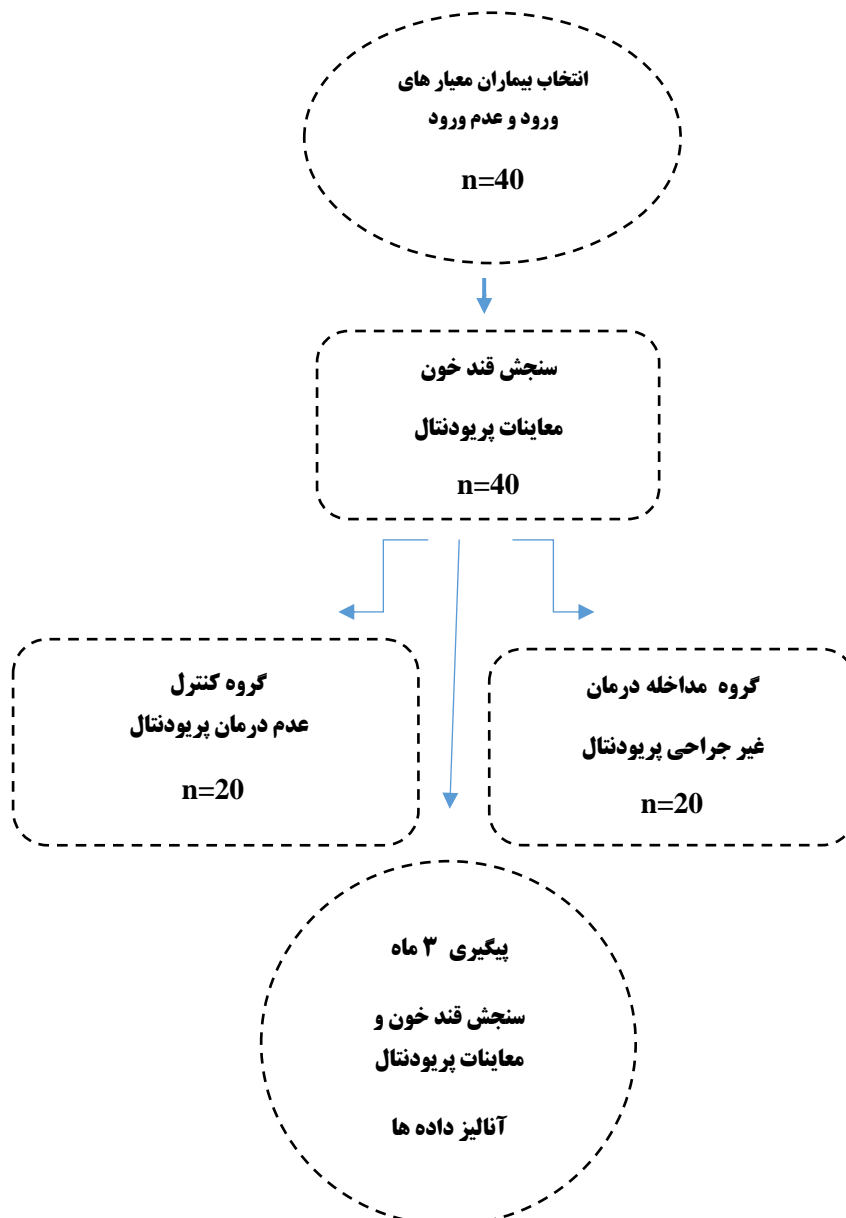 انتخاب بیماران معیار های
ورود و عدم ورود
n=40
سنجش قند خون
معاینات پریودنتال
n=40
گروه مداخله درمان
غیر جراحی پریودنتال
n=20
گروه کنترل
عدم درمان پریودنتال
n=20
پیگیری ۳ ماه
سنجش قند خون و
معاینات پریودنتال
آنالیز داده ها